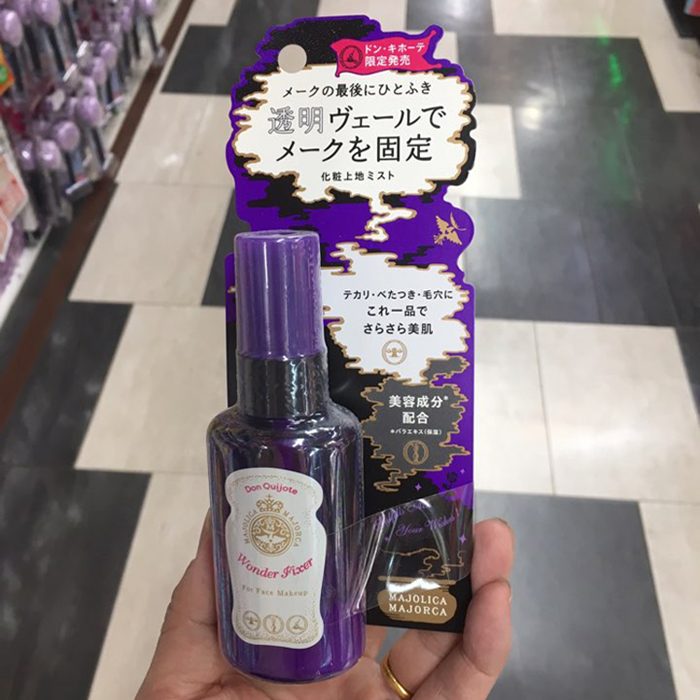 ドン・キホーテ
限定発売
メークの最後にひとふき
透明ヴェールで
メークを固定
化粧上地ミスト
テカリ・べたつき・毛穴に
これ一品で
さらさら美肌
美容成分*
配合
*バラエキス(保湿)
Your Wish
MAJOLICA
MAJORCA
Don Quijote
MAJOLICA MAJORCA
Wonder Fixer
For Face Makeup